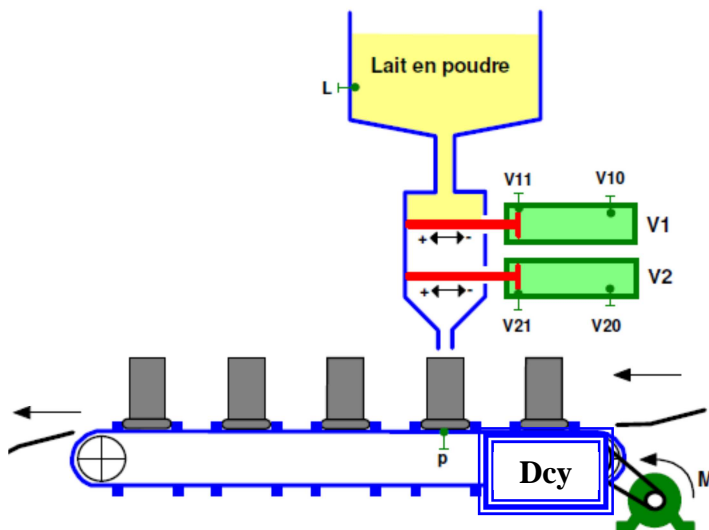 Lait en poudre
L
V11
V10
V1
+ -
V2
+ -
V21
V20
p
Dcy
M